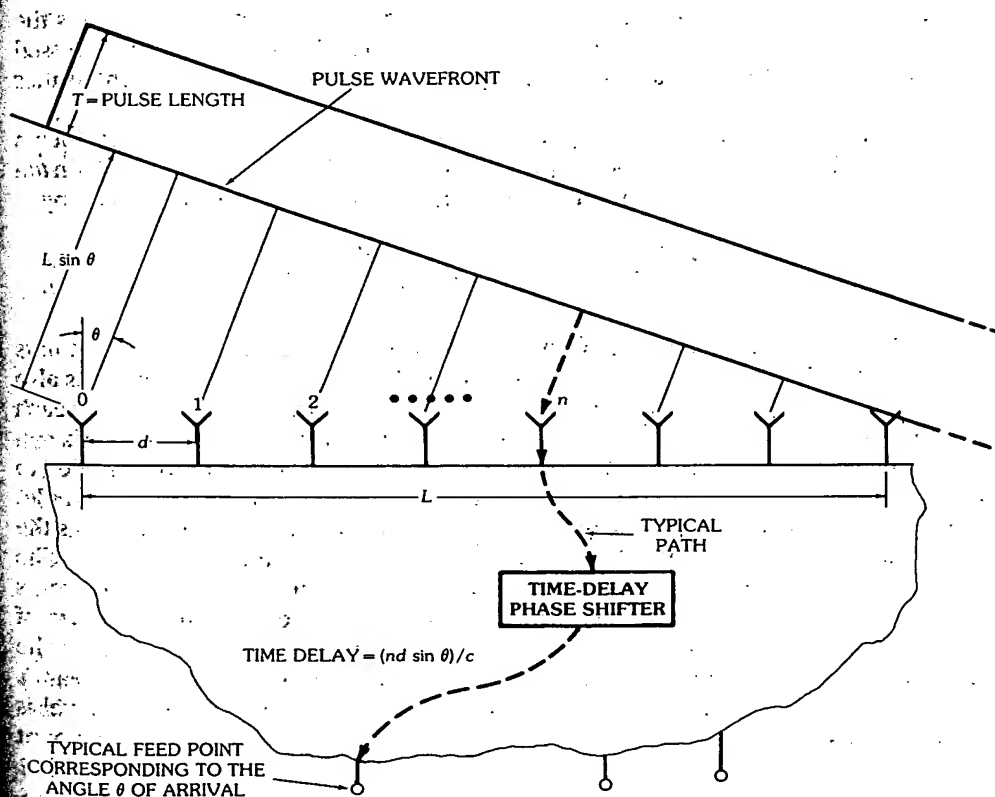 PULSE WAVEFRONT
T=PULSE LENGTH
L sin θ
θ
0
1
2
n
d
L
TYPICAL
PATH
TIME-DELAY
PHASE SHIFTER
TIME DELAY=(nd sin θ)/c
TYPICAL FEED POINT
CORRESPONDING TO THE
ANGLE θ OF ARRIVAL